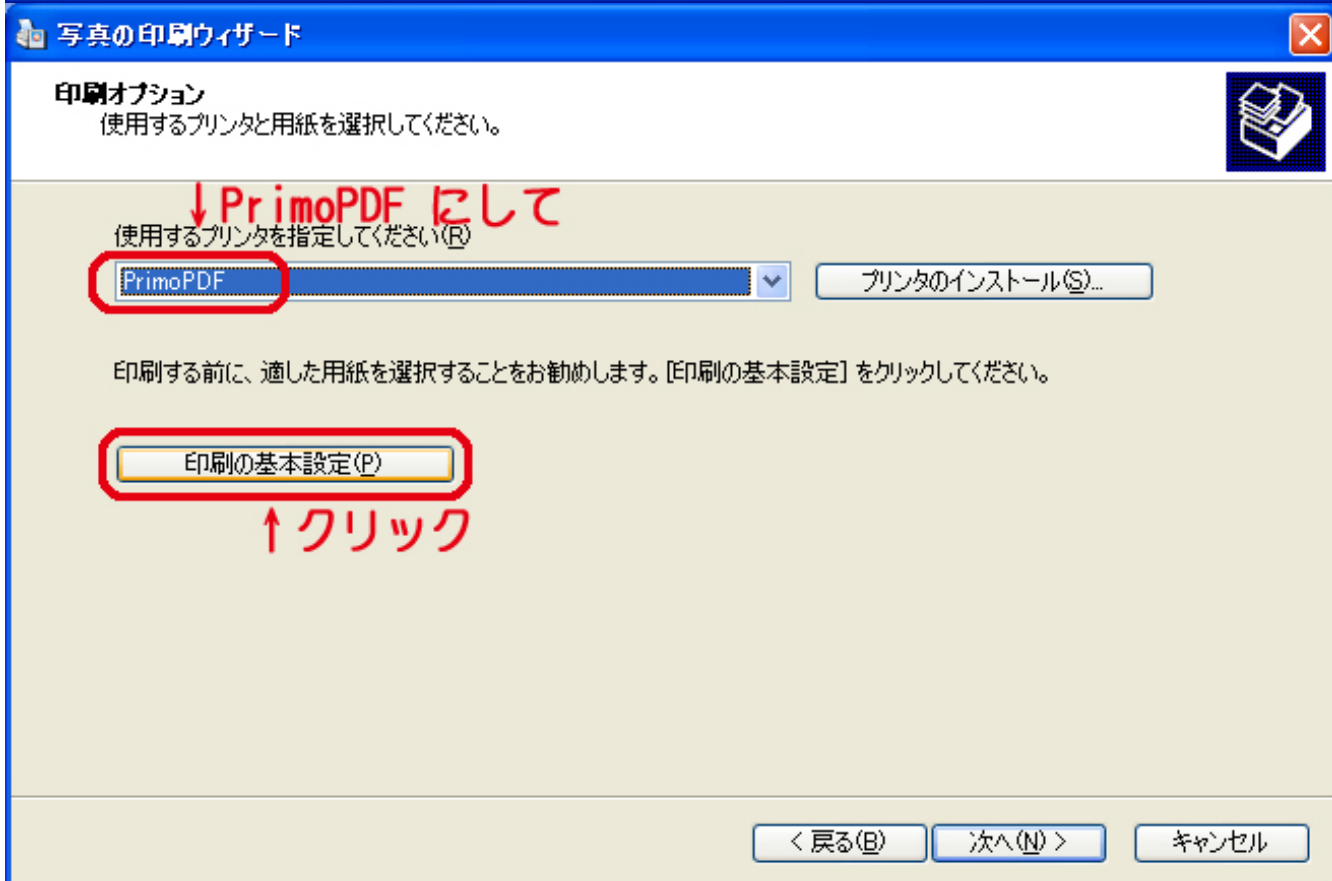 写真の印刷ウィザード
印刷オプション
使用するプリンタと用紙を選択してください。
↓PrimoPDF にして
使用するプリンタを指定してください(R)
PrimoPDF
プリンタのインストール(S)...
印刷する前に、適した用紙を選択することをお勧めします。[印刷の基本設定] をクリックしてください。
印刷の基本設定(P)
↑クリック
< 戻る(B) 次へ(N) > キャンセル